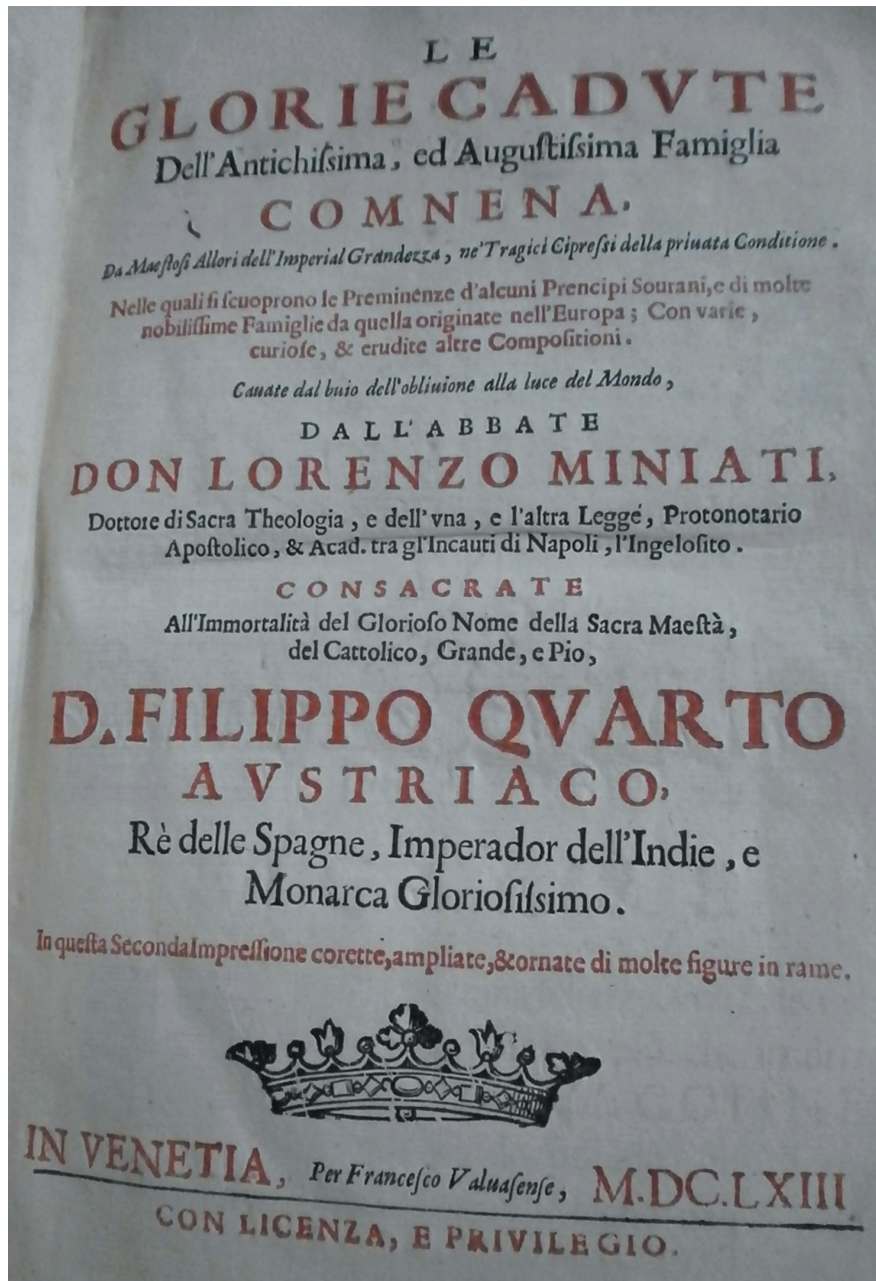 LE
GLORIE CADVTE
Dell'Antichiſsima, ed Auguſtiſsima Famiglia
COMNENA,
Da Maeſtoſi Allori dell'Imperial Grandezza, ne' Tragici Cipreſsi della priuata Conditione.
Nelle quali ſi ſcuoprono le Preminenze d'alcuni Prencipi Sourani, e di molte
nobiliſſime Famiglie da quella originate nell'Europa; Con varie,
curioſe, & erudite altre Compoſitioni.
Cauate dal buio dell'obliuione alla luce del Mondo,
DALL'ABBATE
DON LORENZO MINIATI,
Dottore di Sacra Theologia, e dell'vna, e l'altra Legge, Protonotario
Apoſtolico, & Acad. tra gl'Incauti di Napoli, l'Ingeloſito.
CONSACRATE
All'Immortalità del Glorioſo Nome della Sacra Maeſtà,
del Cattolico, Grande, e Pio,
D. FILIPPO QVARTO
AVSTRIACO,
Rè delle Spagne, Imperador dell'Indie, e
Monarca Glorioſiſsimo.
In queſta Seconda Impreſſione corette, ampliate, & ornate di molte figure in rame.
IN VENETIA, Per Franceſco Valuaſenſe, M.DC.LXIII
CON LICENZA, E PRIVILEGIO.